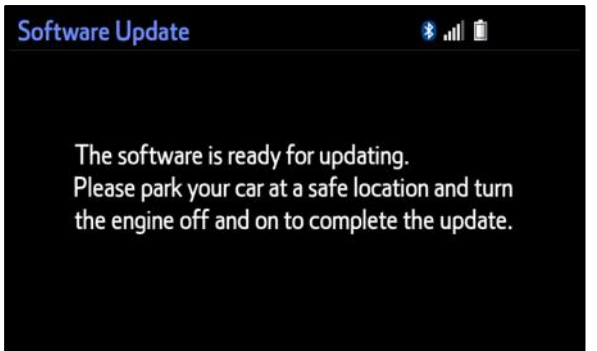 Software Update
The software is ready for updating.
Please park your car at a safe location and turn
the engine off and on to complete the update.